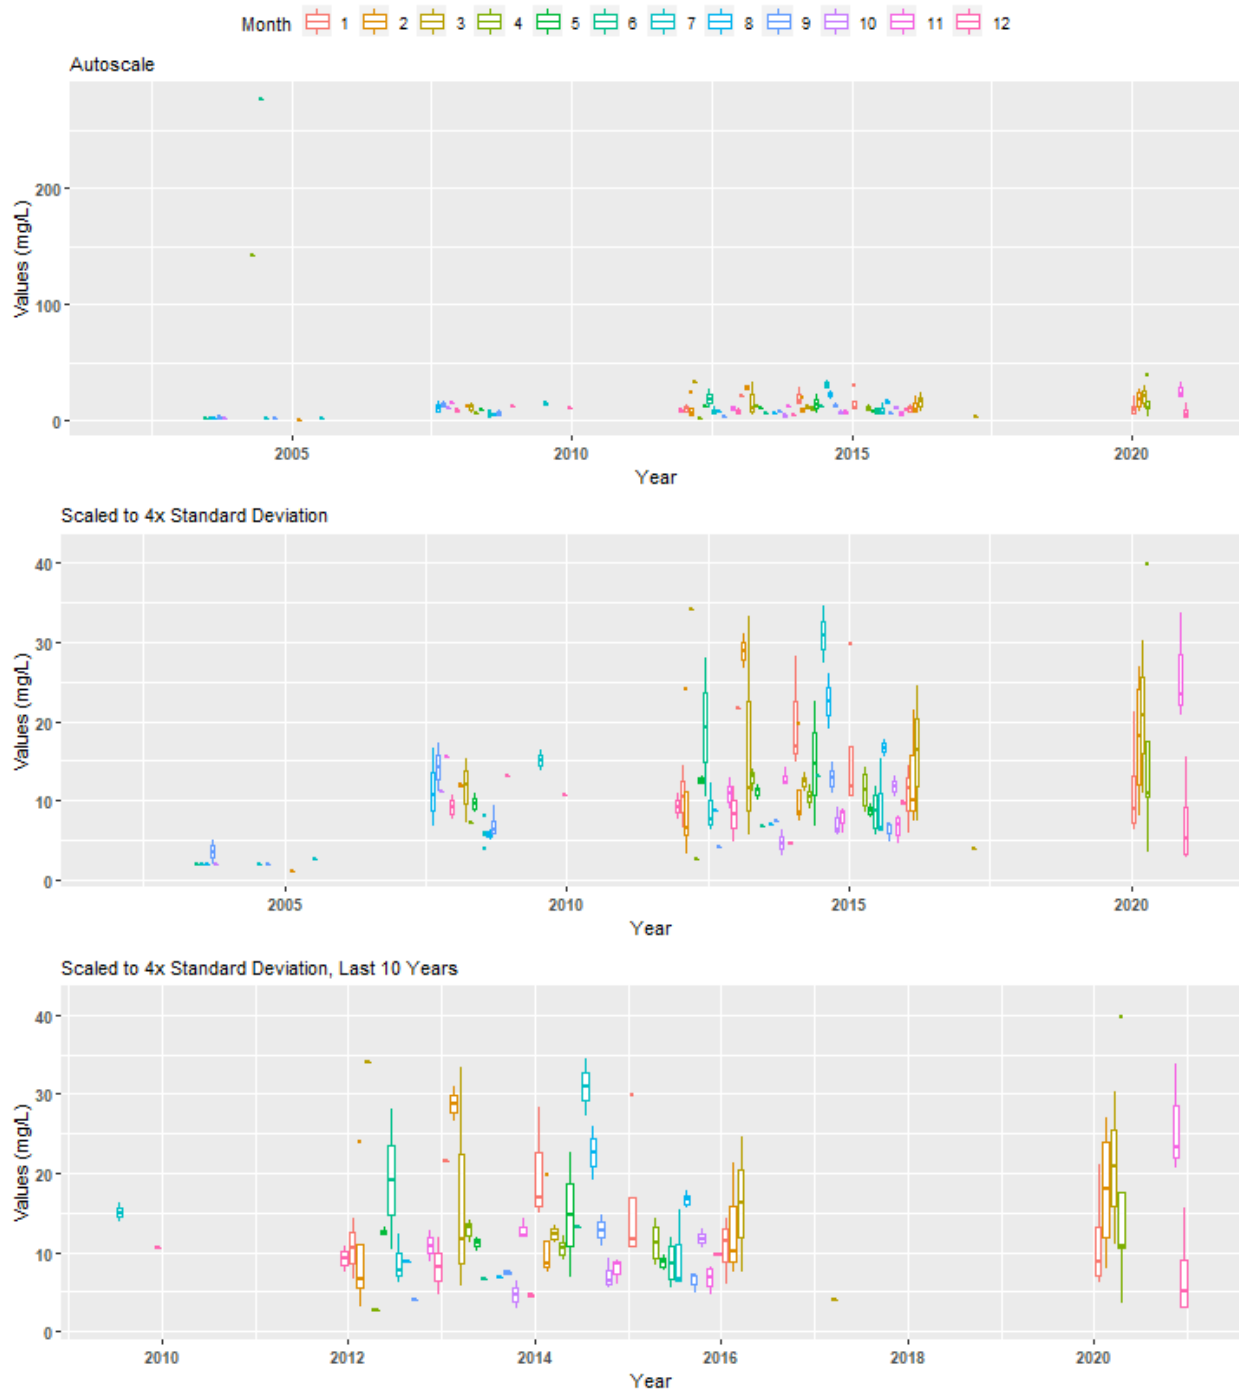 Month 1 2 3 4 5 6 7 8 9 10 11 12
Autoscale
200
100
0
Values (mg/L)
2005 2010 2015 2020
Year
Scaled to 4x Standard Deviation
40
30
20
10
0
Values (mg/L)
2005 2010 2015 2020
Year
Scaled to 4x Standard Deviation, Last 10 Years
40
30
20
10
0
Values (mg/L)
2010 2012 2014 2016 2018 2020
Year